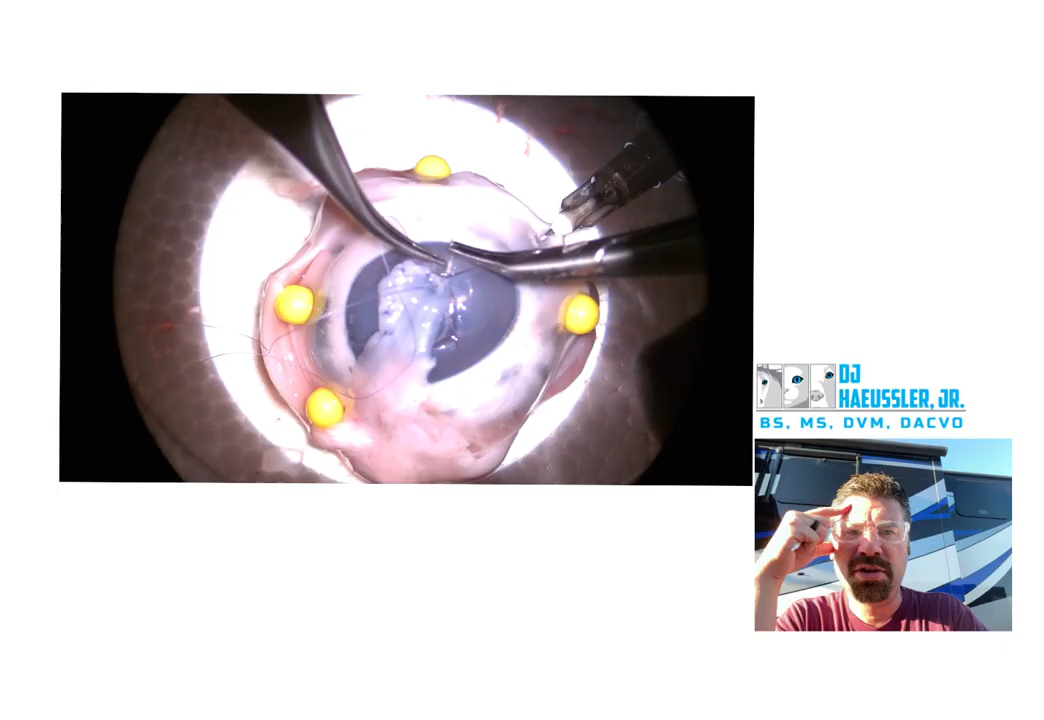 DJ
HAEUSSLER, JR.
BS, MS, DVM, DACVO